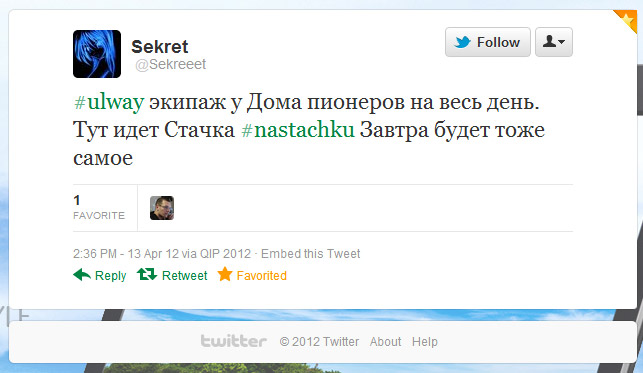 Sekret
@Sekreeet
Follow
#ulway экипаж у Дома пионеров на весь день.
Тут идет Стачка #nastachku Завтра будет тоже
самое
1
FAVORITE
2:36 PM - 13 Apr 12 via QIP 2012 · Embed this Tweet
Reply Retweet Favorited
twitter © 2012 Twitter About Help